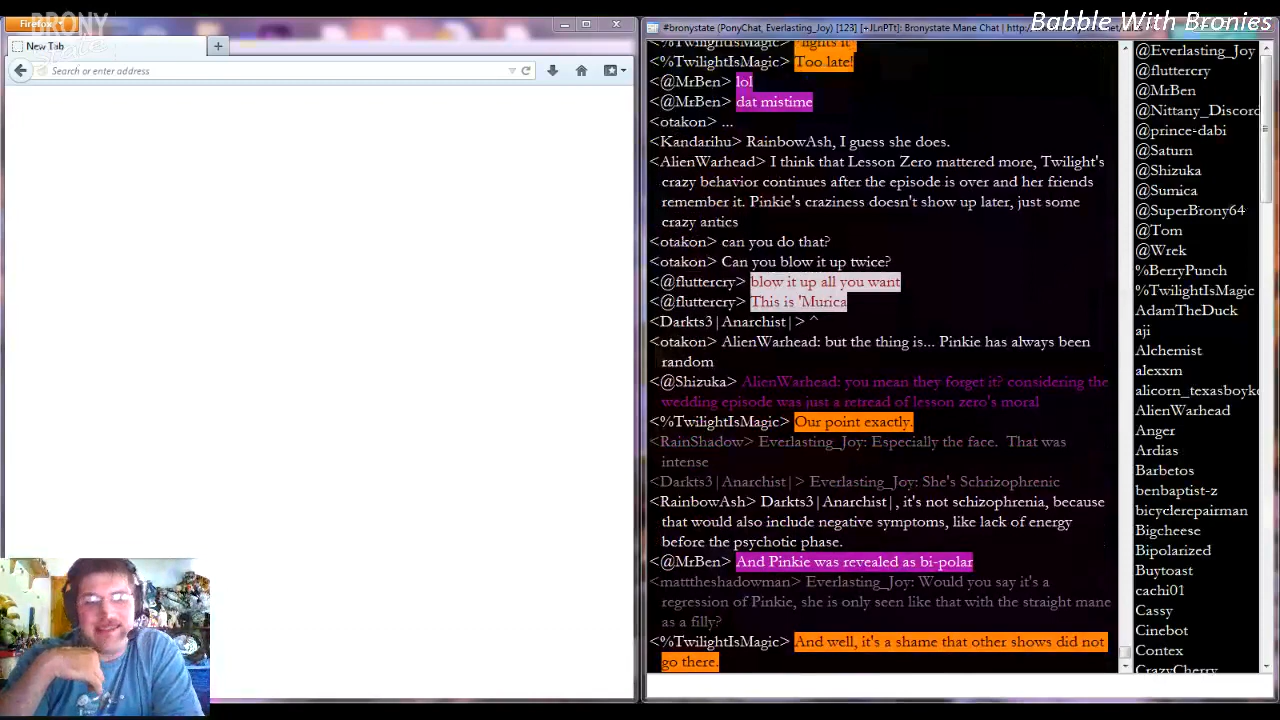 Firefox
BRONY
Babble With Bronies
New Tab
Search or enter address
#bronystate (PonyChat, Everlasting_Joy) [123] [+JLnPTt]: Bronystate Mane Chat | http://
<%TwilightIsMagic> *lights it*
<%TwilightIsMagic> Too late!
<@MrBen> lol
<@MrBen> dat mistime
<otakon> ...
<Kandarihu> RainbowAsh, I guess she does.
<AlienWarhead> I think that Lesson Zero mattered more, Twilight's
crazy behavior continues after the episode is over and her friends
remember it. Pinkie's craziness doesn't show up later, just some
crazy antics
<otakon> can you do that?
<otakon> Can you blow it up twice?
<@fluttercry> blow it up all you want
<@fluttercry> This is 'Murica
<Darkts3|Anarchist|> ^
<otakon> AlienWarhead: but the thing is... Pinkie has always been
random
<@Shizuka> AlienWarhead: you mean they forget it? considering the
wedding episode was just a retread of lesson zero's moral
<%TwilightIsMagic> Our point exactly.
<RainShadow> Everlasting_Joy: Especially the face.  That was
intense
<Darkts3|Anarchist|> Everlasting_Joy: She's Schrizophrenic
<RainbowAsh> Darkts3|Anarchist|, it's not schizophrenia, because
that would also include negative symptoms, like lack of energy
before the psychotic phase.
<@MrBen> And Pinkie was revealed as bi-polar
<matttheshadowman> Everlasting_Joy: Would you say it's a
regression of Pinkie, she is only seen like that with the straight mane
as a filly?
<%TwilightIsMagic> And well, it's a shame that other shows did not
go there.
@Everlasting_Joy
@fluttercry
@MrBen
@Nittany_Discord
@prince-dabi
@Saturn
@Shizuka
@Sumica
@SuperBrony64
@Tom
@Wrek
%BerryPunch
%TwilightIsMagic
AdamTheDuck
aji
Alchemist
alexxm
alicorn_texasboyke
AlienWarhead
Anger
Ardias
Barbetos
benbaptist-z
bicyclerepairman
Bigcheese
Bipolarized
Buytoast
cachi01
Cassy
Cinebot
Contex
CrazyCherry